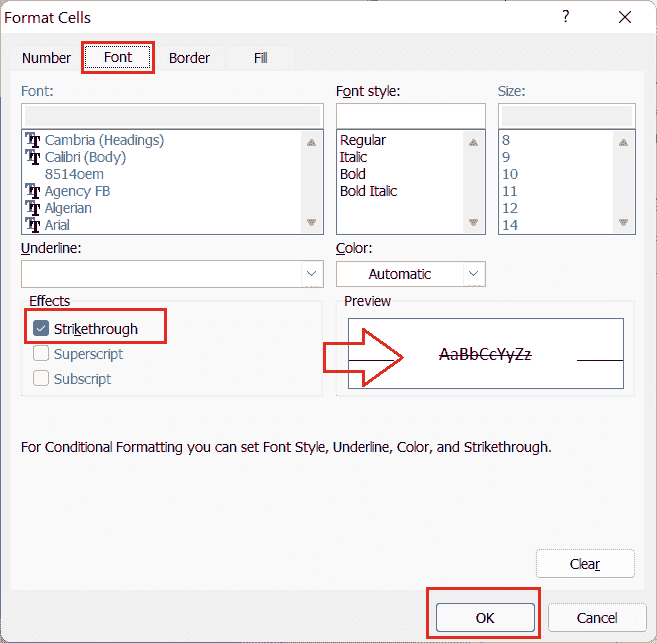 Format Cells ?
Number Font Border Fill
Font: Font style: Size:
Cambria (Headings) Regular 8
Calibri (Body) Italic 9
8514oem Bold 10
Agency FB Bold Italic 11
Algerian 12
Arial 14
Underline: Color:
Automatic
Effects Preview
Strikethrough
AaBbCcYyZz
Superscript
Subscript
For Conditional Formatting you can set Font Style, Underline, Color, and Strikethrough.
Clear
OK Cancel